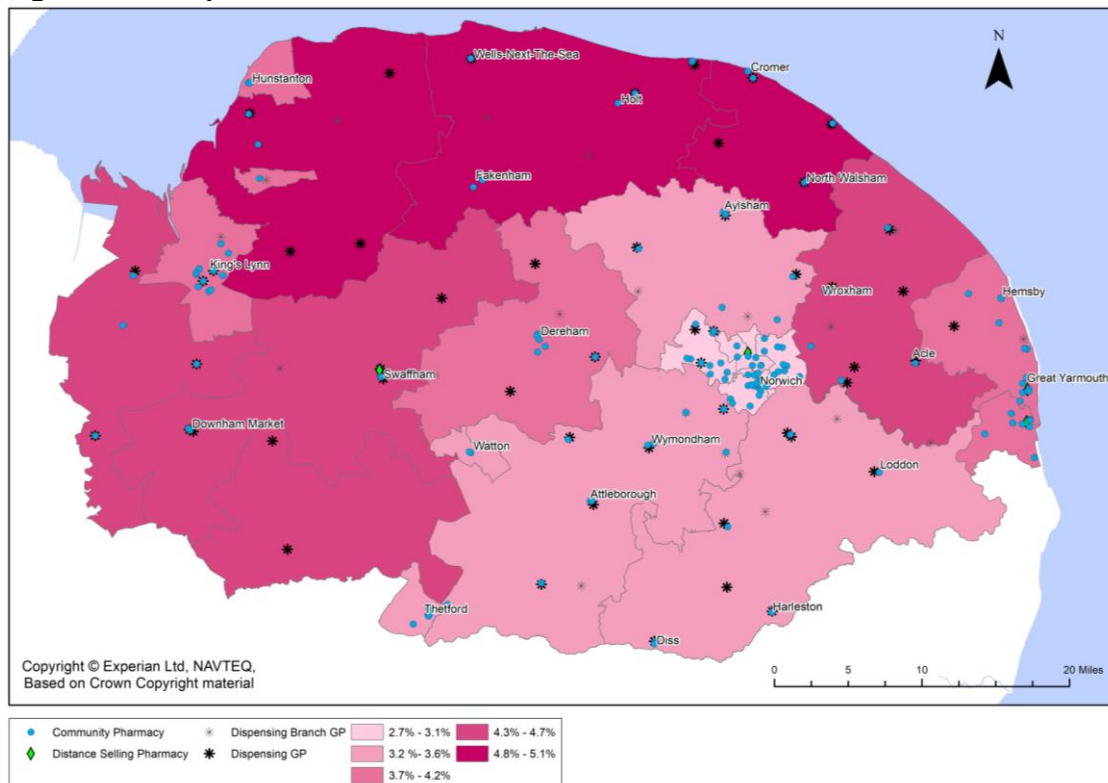 Wells-Next-The-Sea
Cromer
N
Hunstanton
Holt
Fakenham
North Walsham
Aylsham
King's Lynn
Wroxham
Hemsby
Dereham
Acle
Swaffham
Norwich
Great Yarmouth
Downham Market
Watton
Wymondham
Loddon
Attleborough
Thetford
Harleston
Diss
Copyright © Experian Ltd, NAVTEQ,
Based on Crown Copyright material
0 5 10 20 Miles
Community Pharmacy
Dispensing Branch GP
2.7% - 3.1%
4.3% - 4.7%
Distance Selling Pharmacy
Dispensing GP
3.2% - 3.6%
4.8% - 5.1%
3.7% - 4.2%